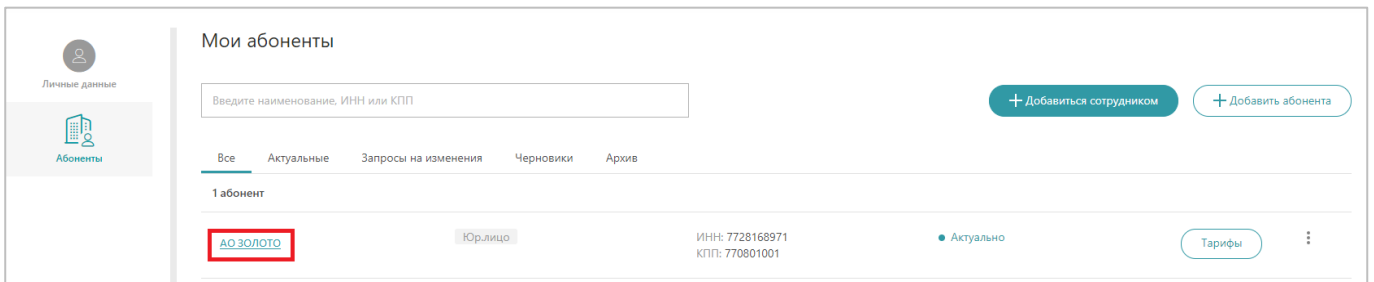 Личные данные
Абоненты
Мои абоненты
Введите наименование, ИНН или КПП
+ Добавиться сотрудником
+ Добавить абонента
Все Актуальные Запросы на изменения Черновики Архив
1 абонент
АО ЗОЛОТО Юр.лицо ИНН: 7728168971 Актуально Тарифы
КПП: 770801001